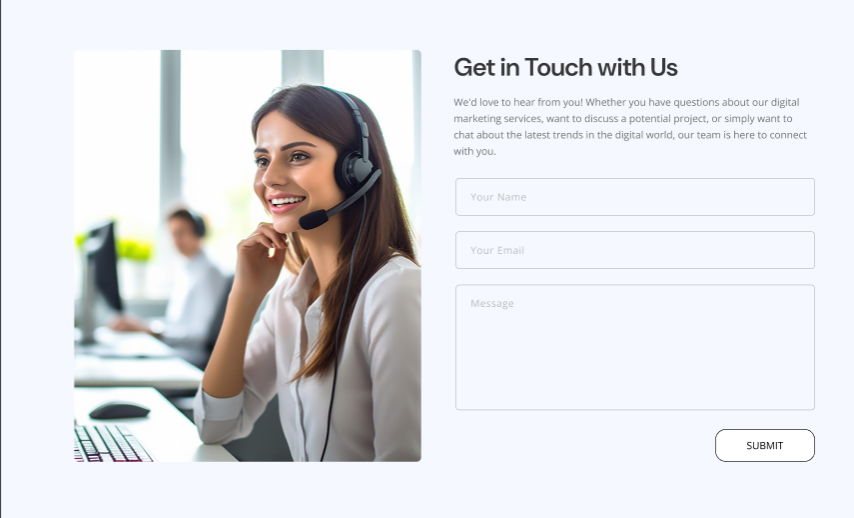 Get in Touch with Us
We'd love to hear from you! Whether you have questions about our digital
marketing services, want to discuss a potential project, or simply want to
chat about the latest trends in the digital world, our team is here to connect
with you.
Your Name
Your Email
Message
SUBMIT